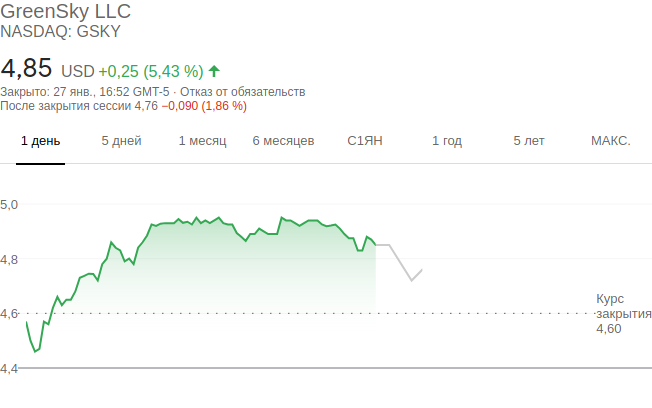 GreenSky LLC
NASDAQ: GSKY
4,85 USD +0,25 (5,43 %)
Закрыто: 27 янв., 16:52 GMT-5 · Отказ от обязательств
После закрытия сессии 4,76 −0,090 (1,86 %)
1 день 5 дней 1 месяц 6 месяцев С1ЯН 1 год 5 лет МАКС.
5,0
4,8
4,6
4,4
Курс
закрытия
4,60